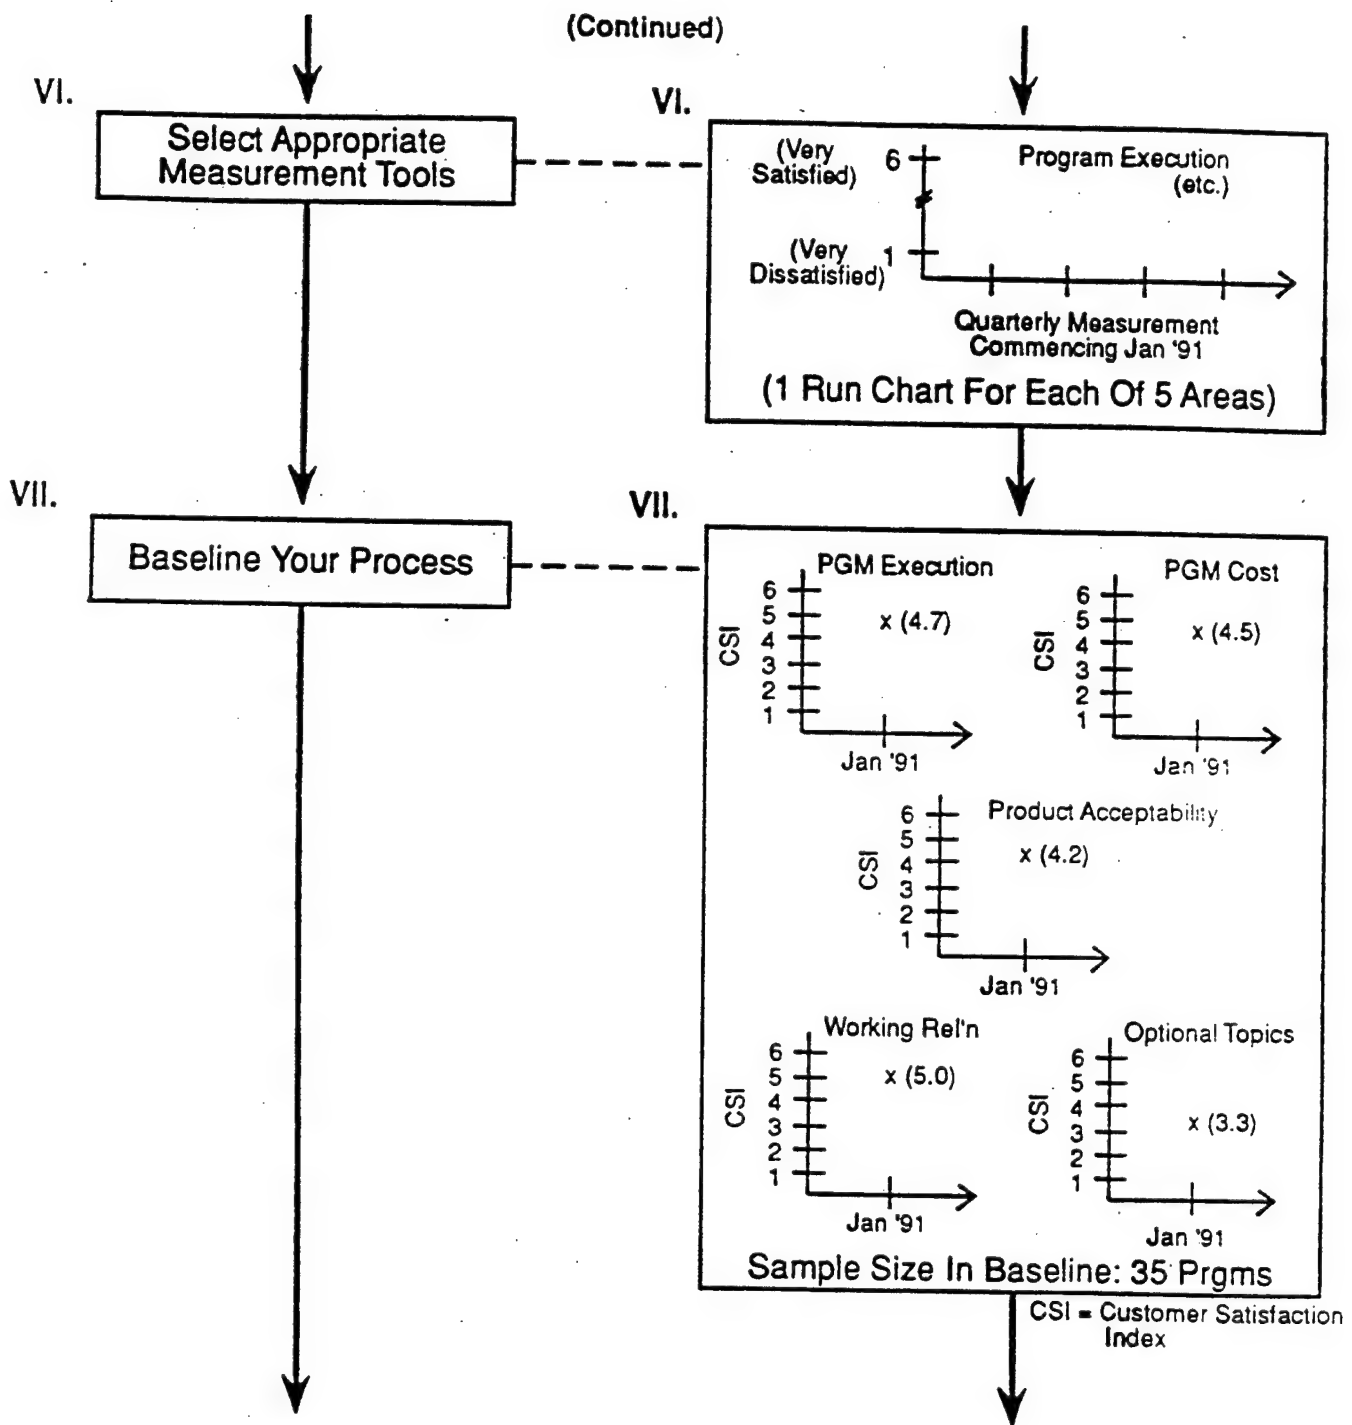 (Continued)
VI.
Select Appropriate
Measurement Tools
VI.
(Very
Satisfied)
6
Program Execution
(etc.)
(Very
Dissatisfied)
1
Quarterly Measurement
Commencing Jan '91
(1 Run Chart For Each Of 5 Areas)
VII.
Baseline Your Process
VII.
PGM Execution
CSI
6
5
4
3
2
1
x (4.7)
Jan '91
PGM Cost
CSI
6
5
4
3
2
1
x (4.5)
Jan '91
Product Acceptability
CSI
6
5
4
3
2
1
x (4.2)
Jan '91
Working Rel'n
CSI
6
5
4
3
2
1
x (5.0)
Jan '91
Optional Topics
CSI
6
5
4
3
2
1
x (3.3)
Jan '91
Sample Size In Baseline: 35 Prgms
CSI = Customer Satisfaction
Index